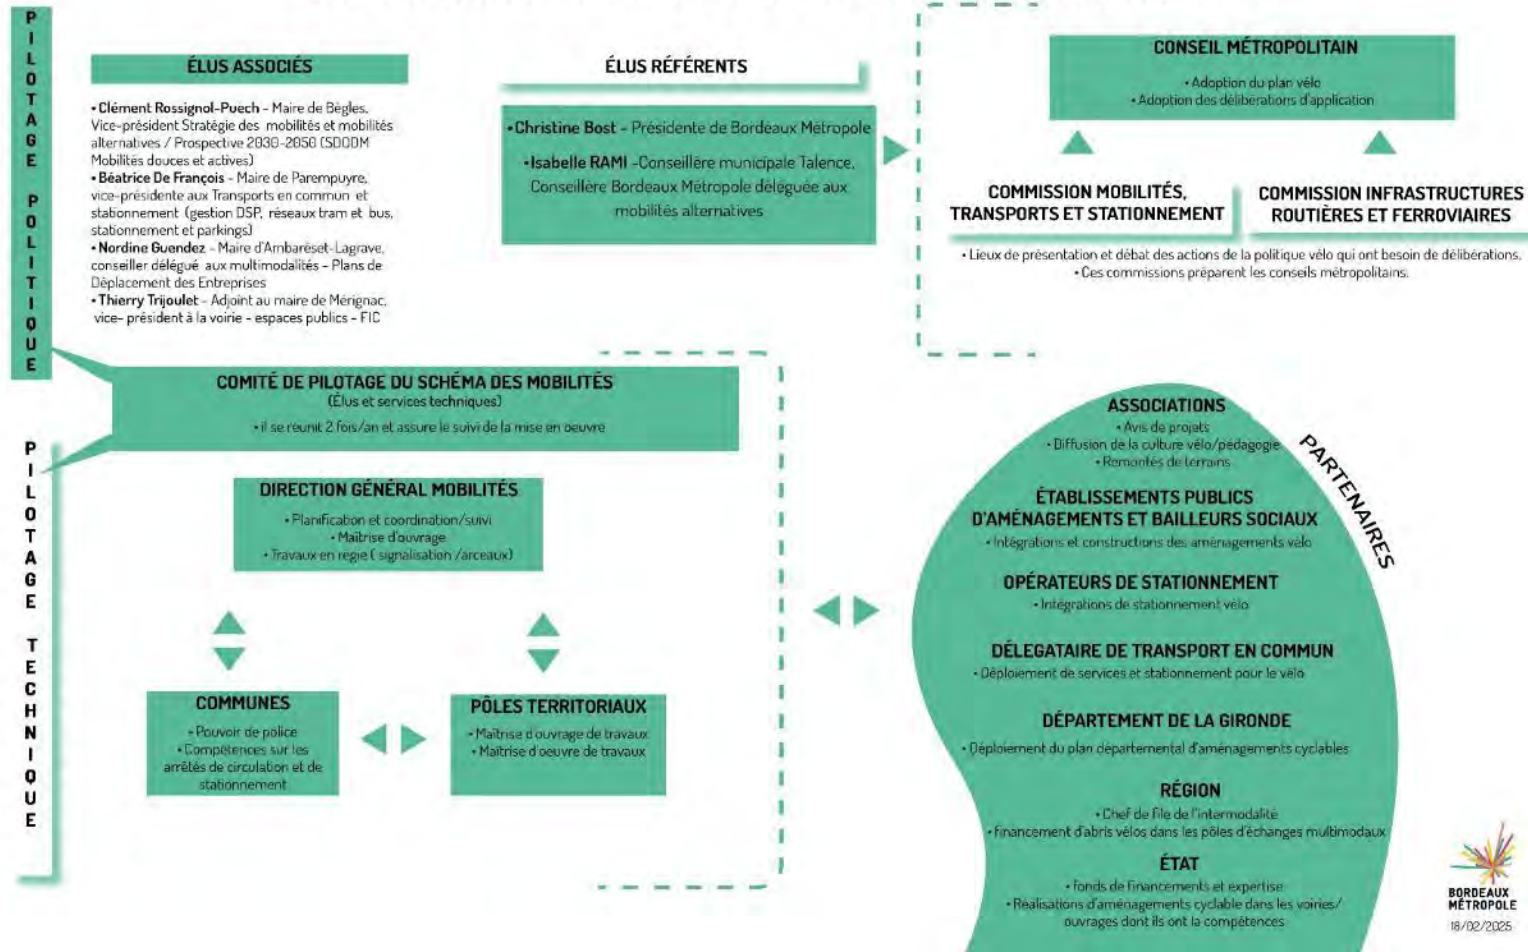 PILOTAGE POLITIQUE
ÉLUS ASSOCIÉS
• Clément Rossignol-Puech - Maire de Bègles,
Vice-président Stratégie des mobilités et mobilités
alternatives / Prospective 2030-2050 (SDODM
Mobilités douces et actives)
• Béatrice De François - Maire de Parempuyre,
vice-présidente aux Transports en commun et
stationnement (gestion DSP, réseaux tram et bus,
stationnement et parkings)
• Nordine Guendez - Maire d'Ambarèset-Lagrave,
conseiller délégué aux multimodalités - Plans de
Déplacement des Entreprises
• Thierry Trijoulet - Adjoint au maire de Mérignac,
vice- président à la voirie - espaces publics - FIC
ÉLUS RÉFÉRENTS
• Christine Bost - Présidente de Bordeaux Métropole
• Isabelle RAMI -Conseillère municipale Talence,
Conseillère Bordeaux Métropole déléguée aux
mobilités alternatives
CONSEIL MÉTROPOLITAIN
• Adoption du plan vélo
• Adoption des délibérations d'application
COMMISSION MOBILITÉS,
TRANSPORTS ET STATIONNEMENT
COMMISSION INFRASTRUCTURES
ROUTIÈRES ET FERROVIAIRES
• Lieux de présentation et débat des actions de la politique vélo qui ont besoin de délibérations.
• Ces commissions préparent les conseils métropolitains.
COMITÉ DE PILOTAGE DU SCHÉMA DES MOBILITÉS
(Élus et services techniques)
• il se réunit 2 fois/an et assure le suivi de la mise en oeuvre
PILOTAGE TECHNIQUE
DIRECTION GÉNÉRAL MOBILITÉS
• Planification et coordination/suivi
• Maîtrise d'ouvrage
• Travaux en régie ( signalisation /arceaux)
COMMUNES
• Pouvoir de police
• Compétences sur les
arrêtés de circulation et de
stationnement
PÔLES TERRITORIAUX
• Maîtrise d'ouvrage de travaux
• Maîtrise d'oeuvre de travaux
PARTENAIRES
ASSOCIATIONS
• Avis de projets
• Diffusion de la culture vélo/pédagogie
• Remontés de terrains
ÉTABLISSEMENTS PUBLICS
D'AMÉNAGEMENTS ET BAILLEURS SOCIAUX
• Intégrations et constructions des aménagements vélo
OPÉRATEURS DE STATIONNEMENT
• Intégrations de stationnement vélo
DÉLEGATAIRE DE TRANSPORT EN COMMUN
• Déploiement de services et stationnement pour le vélo
DÉPARTEMENT DE LA GIRONDE
• Déploiement du plan départemental d'aménagements cyclables
RÉGION
• Chef de file de l'intermodalité
• Financement d'abris vélos dans les pôles d'échanges multimodaux
ÉTAT
• fonds de financements et expertise
• Réalisations d'aménagements cyclable dans les voiries/
ouvrages dont ils ont la compétences
BORDEAUX
MÉTROPOLE
18/02/2025